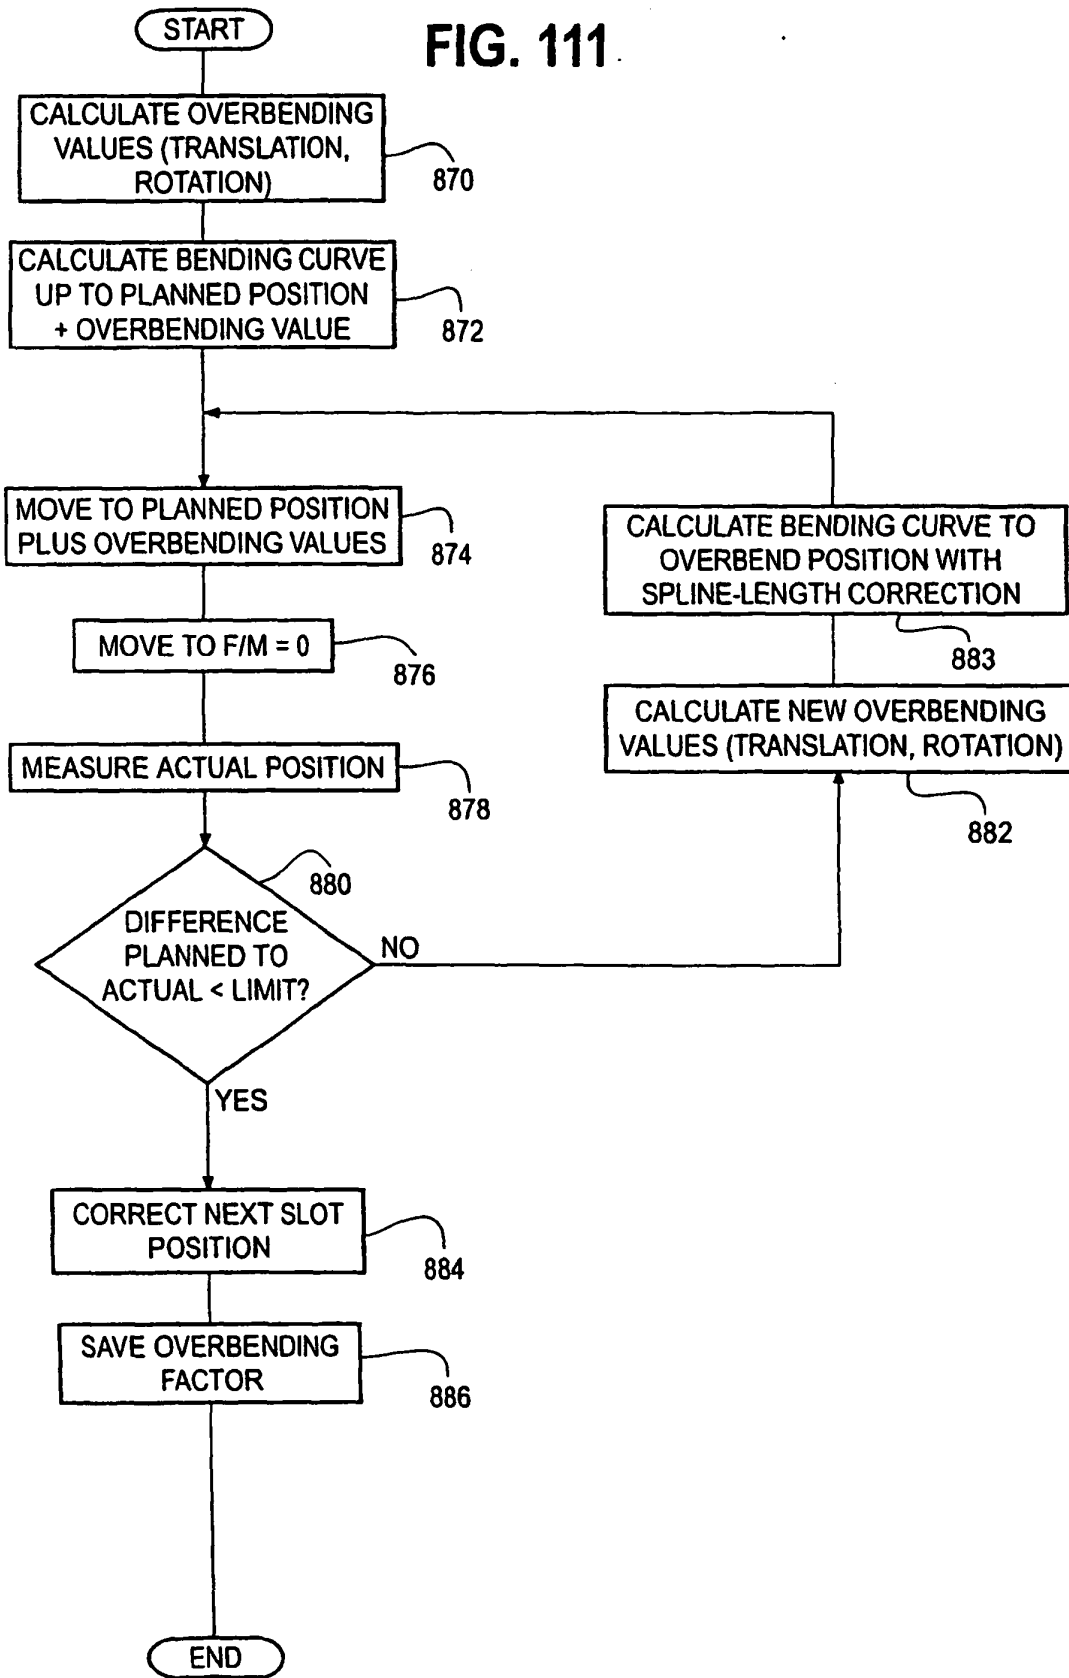 START
FIG. 111
CALCULATE OVERBENDING
VALUES (TRANSLATION,
ROTATION)
870
CALCULATE BENDING CURVE
UP TO PLANNED POSITION
+ OVERBENDING VALUE
872
MOVE TO PLANNED POSITION
PLUS OVERBENDING VALUES
874
MOVE TO F/M = 0
876
MEASURE ACTUAL POSITION
878
DIFFERENCE
PLANNED TO
ACTUAL < LIMIT?
880
NO
CALCULATE NEW OVERBENDING
VALUES (TRANSLATION, ROTATION)
882
CALCULATE BENDING CURVE TO
OVERBEND POSITION WITH
SPLINE-LENGTH CORRECTION
883
YES
CORRECT NEXT SLOT
POSITION
884
SAVE OVERBENDING
FACTOR
886
END